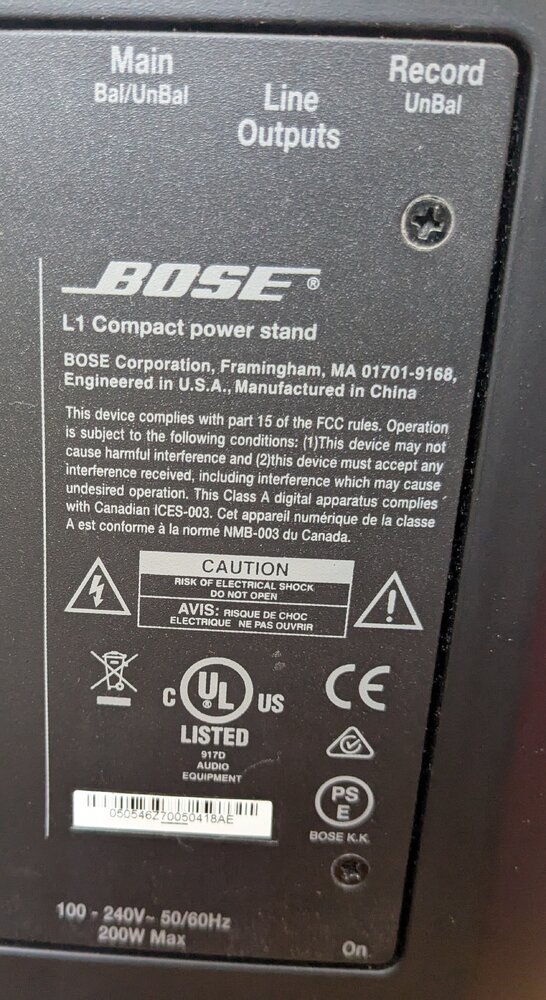 Main
Bal/UnBal
Line
Outputs
Record
UnBal
BOSE®
L1 Compact power stand
BOSE Corporation, Framingham, MA 01701-9168,
Engineered in U.S.A., Manufactured in China
This device complies with part 15 of the FCC rules. Operation
is subject to the following conditions: (1)This device may not
cause harmful interference and (2)this device must accept any
interference received, including interference which may cause
undesired operation. This Class A digital apparatus complies
with Canadian ICES-003. Cet appareil numérique de la classe
A est conforme à la norme NMB-003 du Canada.
CAUTION
RISK OF ELECTRICAL SHOCK
DO NOT OPEN
AVIS: RISQUE DE CHOC
ELECTRIQUE NE PAS OUVRIR
C UL® US
LISTED
917D
AUDIO
EQUIPMENT
CE
PS
E
BOSE K.K.
050546Z70050418AE
100 - 240V~ 50/60Hz
200W Max
On